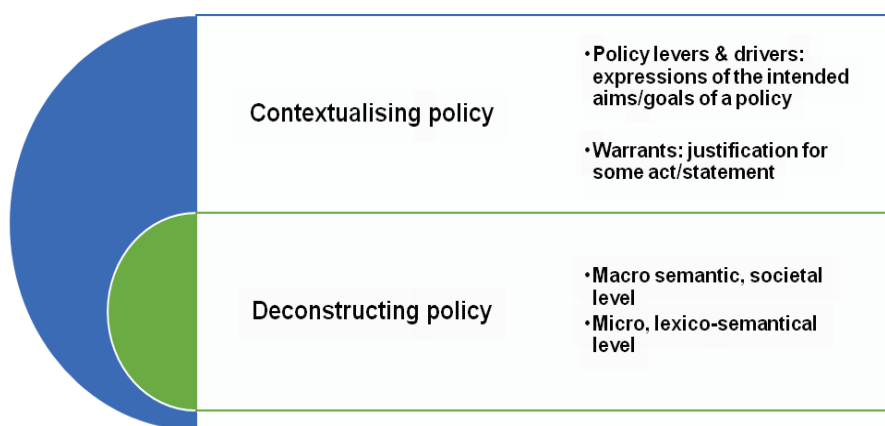 Contextualising policy
•Policy levers & drivers:
expressions of the intended
aims/goals of a policy
•Warrants: justification for
some act/statement
Deconstructing policy
•Macro semantic, societal
level
•Micro, lexico-semantical
level